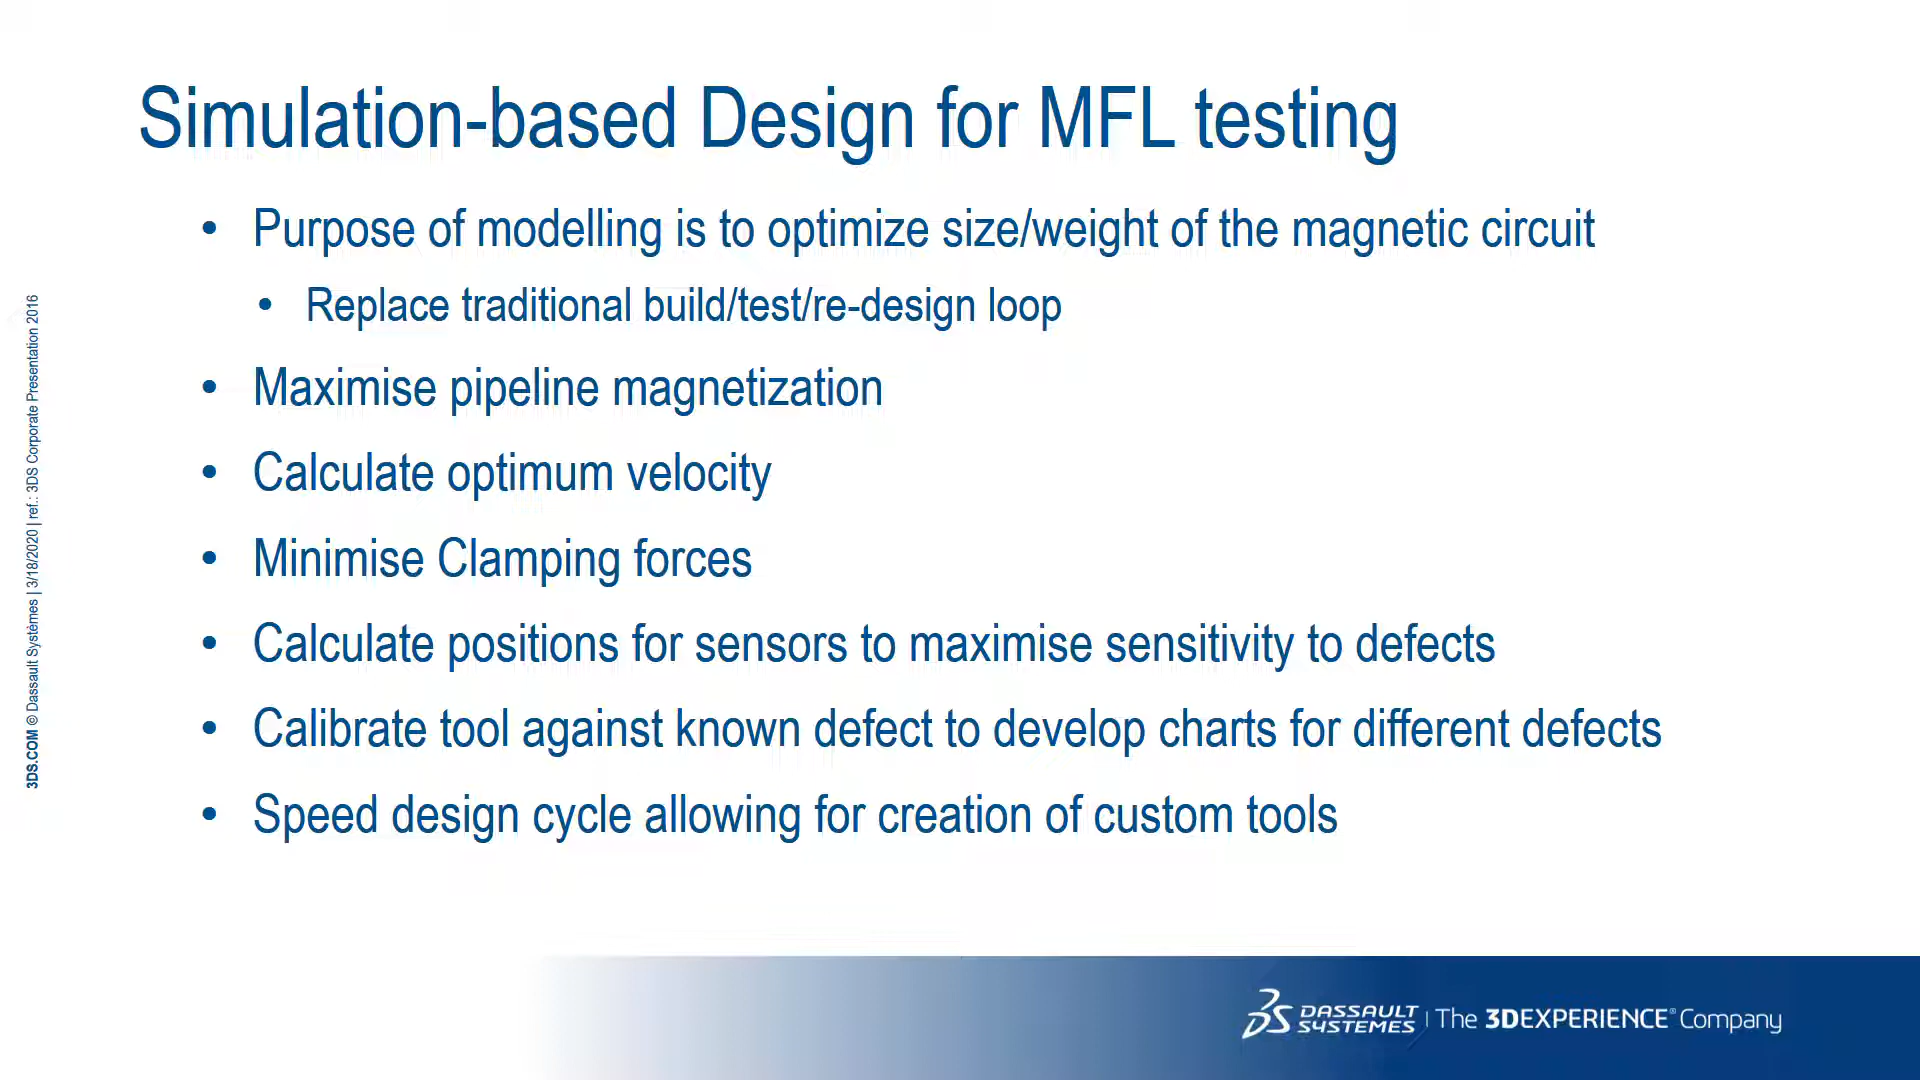 Simulation-based Design for MFL testing
• Purpose of modelling is to optimize size/weight of the magnetic circuit
• Replace traditional build/test/re-design loop
• Maximise pipeline magnetization
• Calculate optimum velocity
• Minimise Clamping forces
• Calculate positions for sensors to maximise sensitivity to defects
• Calibrate tool against known defect to develop charts for different defects
• Speed design cycle allowing for creation of custom tools
3DS.COM © Dassault Systèmes | 3/18/2020 | ref.: 3DS Corporate Presentation 2016
3DS DASSAULT SYSTEMES | The 3DEXPERIENCE® Company